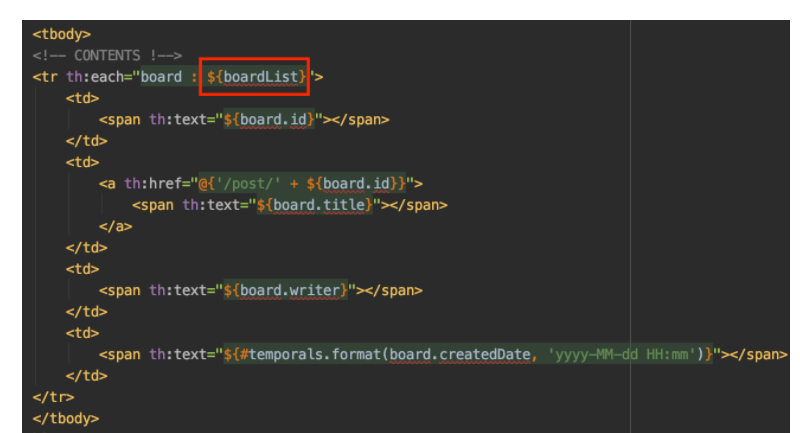 <tbody>
<!-- CONTENTS !-->
<tr th:each="board : ${boardList}">
<td>
<span th:text="${board.id}"></span>
</td>
<td>
<a th:href="@{'/post/' + ${board.id}}">
<span th:text="${board.title}"></span>
</a>
</td>
<td>
<span th:text="${board.writer}"></span>
</td>
<td>
<span th:text="${#temporals.format(board.createdDate, 'yyyy-MM-dd HH:mm')}"></span>
</td>
</tr>
</tbody>